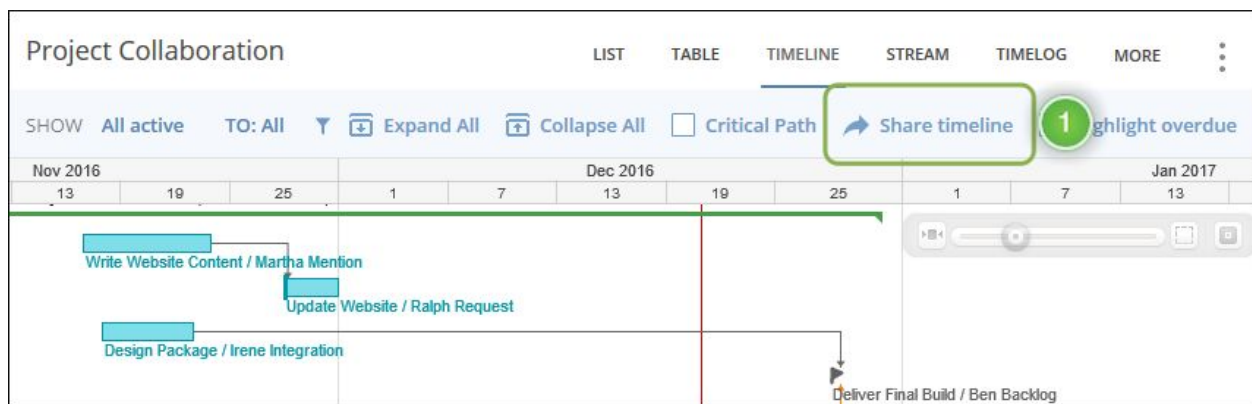 Project Collaboration LIST TABLE TIMELINE STREAM TIMELOG MORE
SHOW All active TO: All Expand All Collapse All Critical Path Share timeline 1 ghlight overdue
Nov 2016 Dec 2016 Jan 2017
13 19 25 1 7 13 19 25 1 7 13
Write Website Content / Martha Mention
Update Website / Ralph Request
Design Package / Irene Integration
Deliver Final Build / Ben Backlog